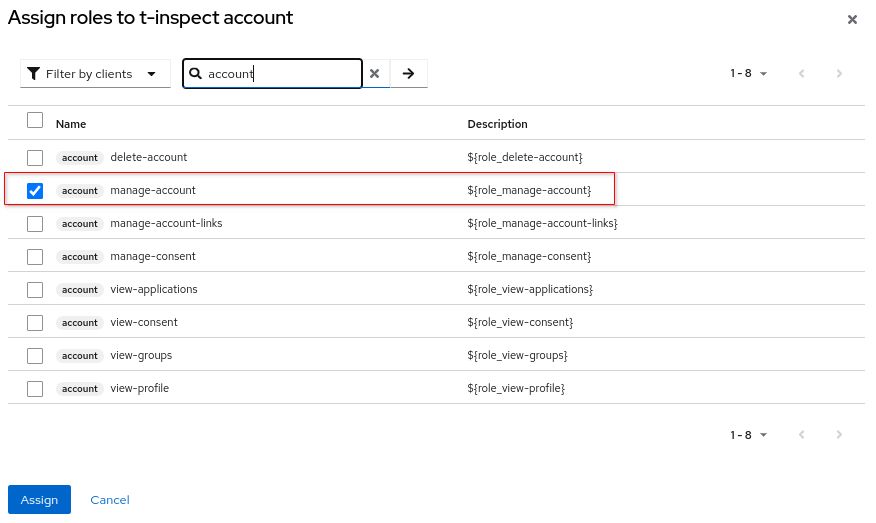 Assign roles to t-inspect account
Filter by clients account 1 - 8
Name Description
account delete-account ${role_delete-account}
account manage-account ${role_manage-account}
account manage-account-links ${role_manage-account-links}
account manage-consent ${role_manage-consent}
account view-applications ${role_view-applications}
account view-consent ${role_view-consent}
account view-groups ${role_view-groups}
account view-profile ${role_view-profile}
1 - 8
Assign Cancel